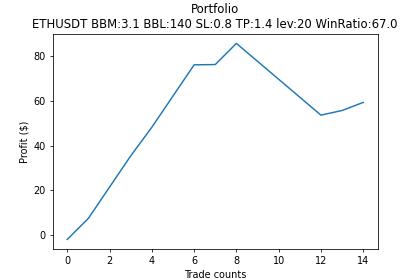 Portfolio
ETHUSDT BBM:3.1 BBL:140 SL:0.8 TP:1.4 lev:20 WinRatio:67.0
Profit ($)
80
60
40
20
0
0 2 4 6 8 10 12 14
Trade counts